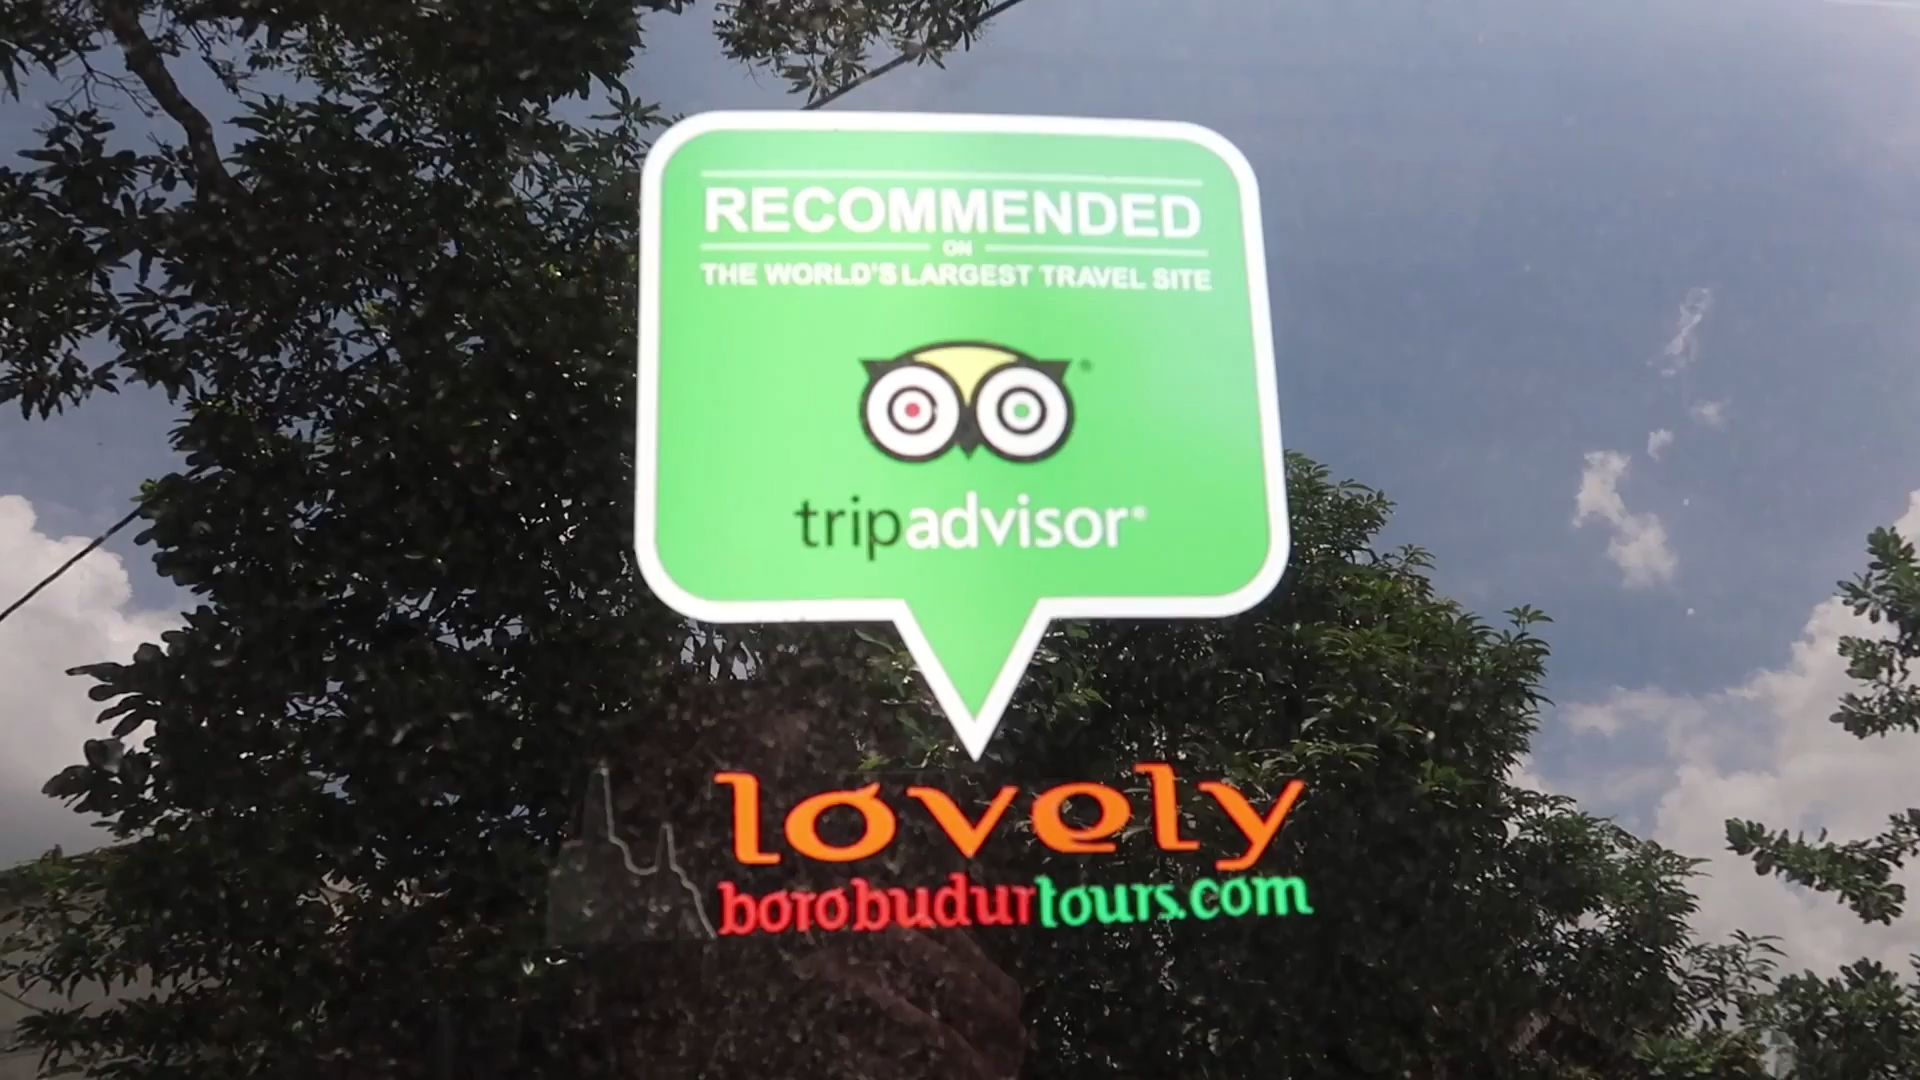 RECOMMENDED
ON
THE WORLD'S LARGEST TRAVEL SITE
tripadvisor®
lovely
borobudurtours.com